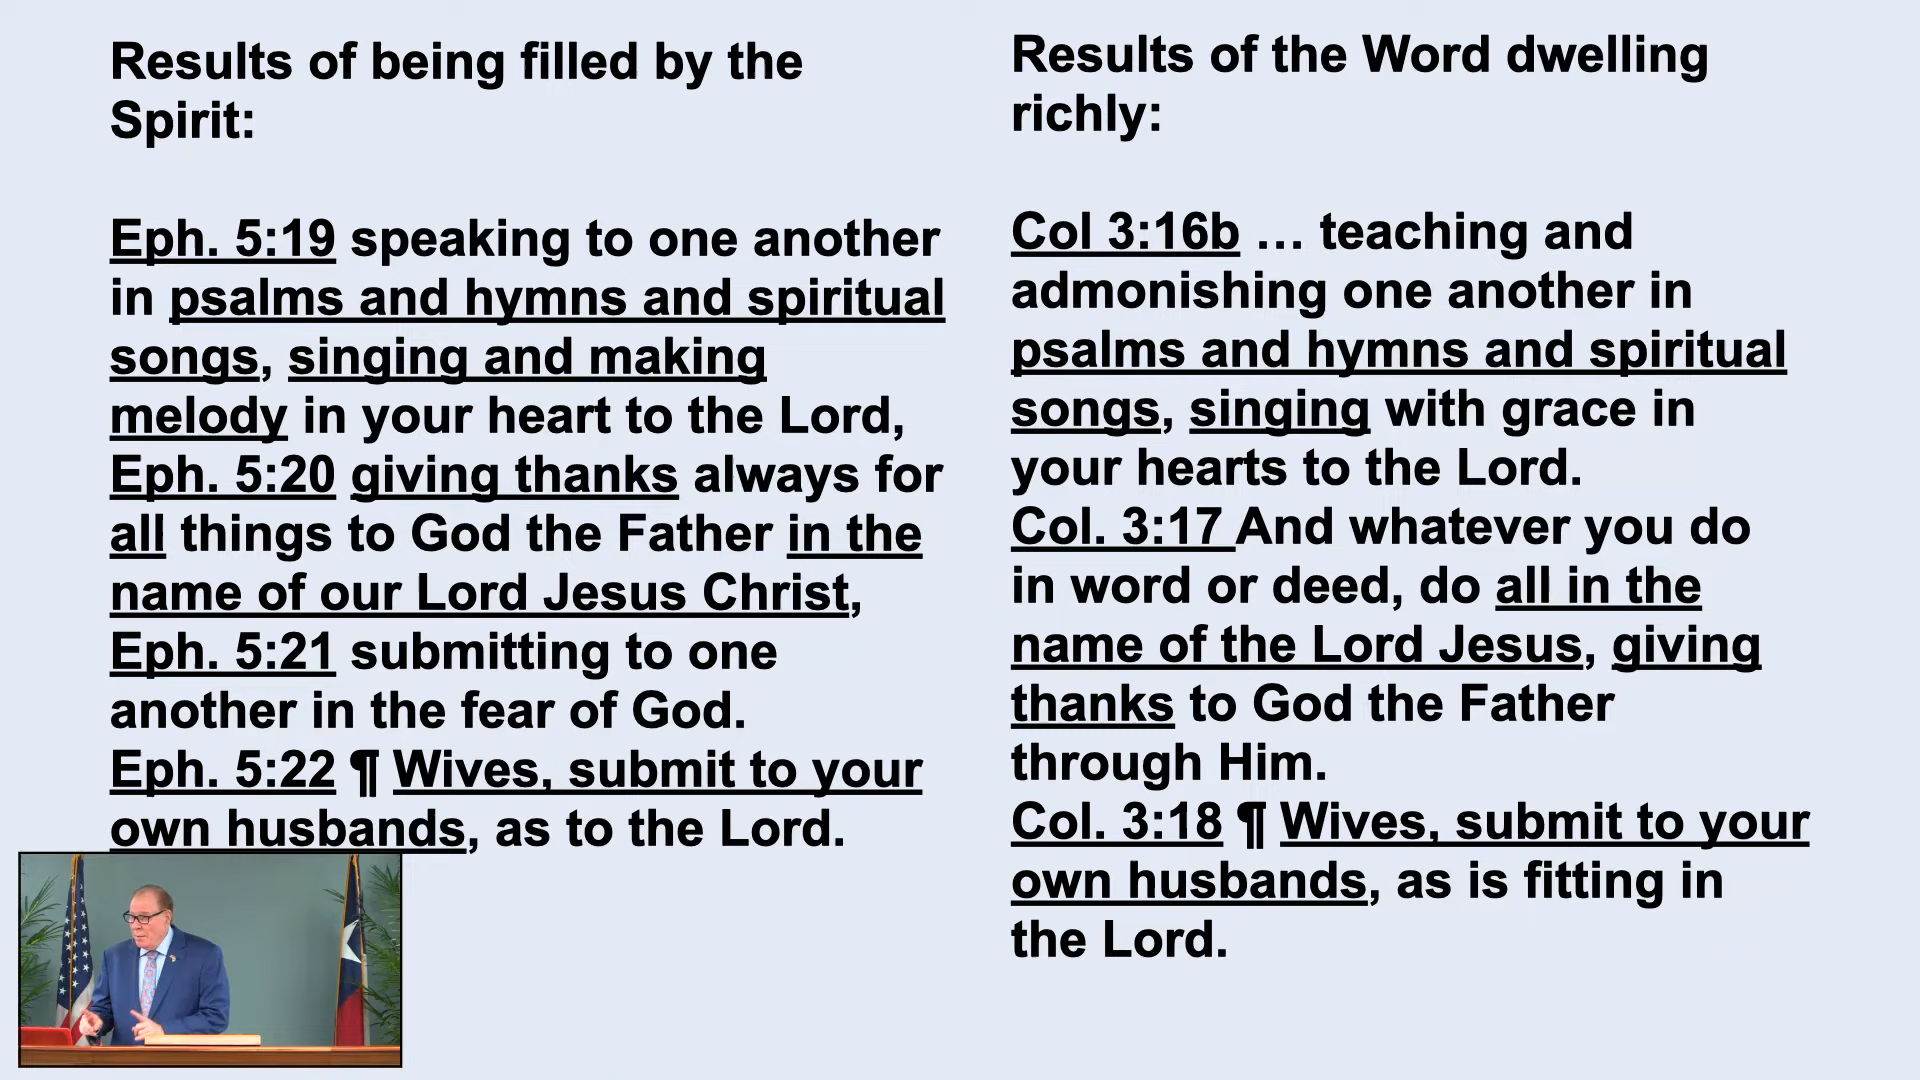 Results of being filled by the
Spirit:
Eph. 5:19 speaking to one another
in psalms and hymns and spiritual
songs, singing and making
melody in your heart to the Lord,
Eph. 5:20 giving thanks always for
all things to God the Father in the
name of our Lord Jesus Christ,
Eph. 5:21 submitting to one
another in the fear of God.
Eph. 5:22 ¶ Wives, submit to your
own husbands, as to the Lord.
Results of the Word dwelling
richly:
Col 3:16b … teaching and
admonishing one another in
psalms and hymns and spiritual
songs, singing with grace in
your hearts to the Lord.
Col. 3:17 And whatever you do
in word or deed, do all in the
name of the Lord Jesus, giving
thanks to God the Father
through Him.
Col. 3:18 ¶ Wives, submit to your
own husbands, as is fitting in
the Lord.